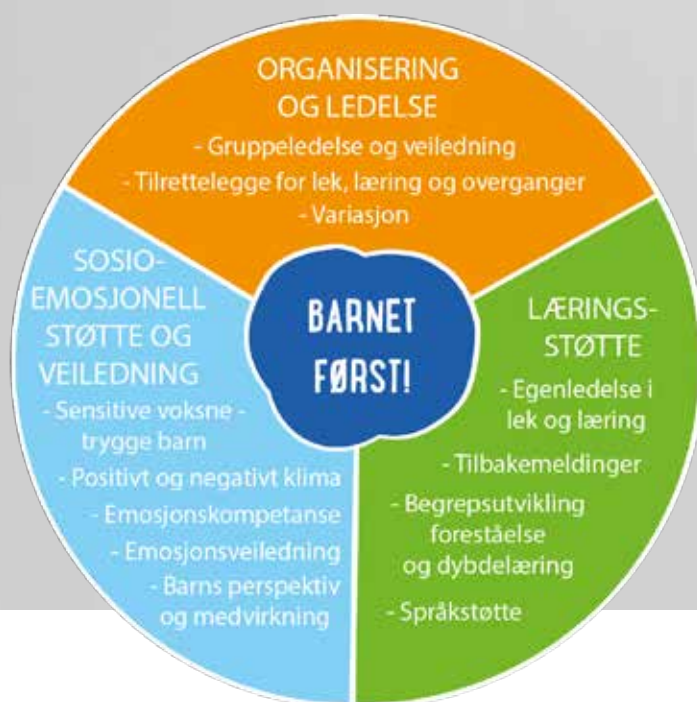 ORGANISERING
OG LEDELSE
- Gruppeledelse og veiledning
- Tilrettelegge for lek, læring og overganger
- Variasjon
SOSIO-
EMOSJONELL
STØTTE OG
VEILEDNING
- Sensitive voksne -
trygge barn
- Positivt og negativt klima
- Emosjonskompetanse
- Emosjonsveiledning
- Barns perspektiv
og medvirkning
BARNET
FØRST!
LÆRINGS-
STØTTE
- Egenledelse i
lek og læring
- Tilbakemeldinger
- Begrepsutvikling
foreståelse
og dybdelæring
- Språkstøtte